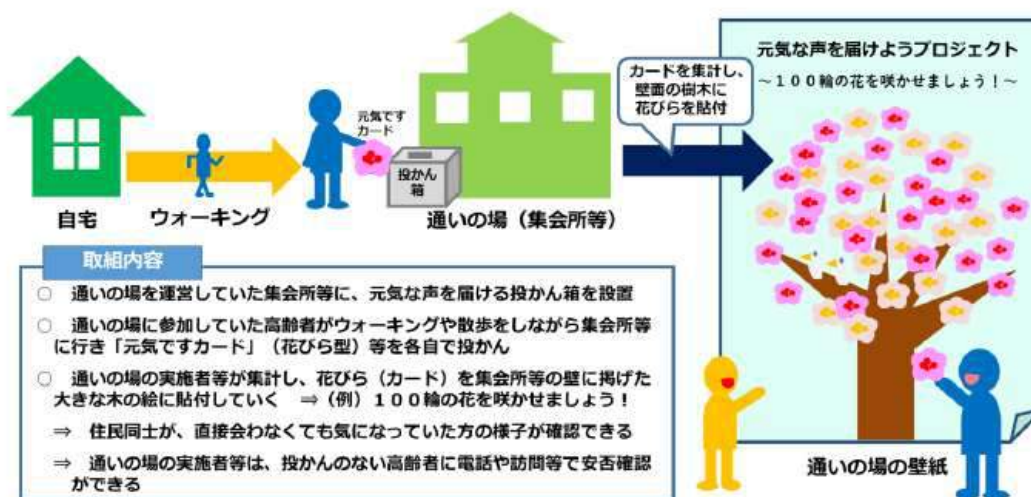 元気です
カード
投かん
箱
自宅
ウォーキング
通いの場（集会所等）
カードを集計し、
壁面の樹木に
花びらを貼付
元気な声を届けようプロジェクト
～１００輪の花を咲かせましょう！～
通いの場の壁紙
取組内容
○　通いの場を運営していた集会所等に、元気な声を届ける投かん箱を設置
○　通いの場に参加していた高齢者がウォーキングや散歩をしながら集会所等
に行き「元気ですカード」（花びら型）等を各自で投かん
○　通いの場の実施者等が集計し、花びら（カード）を集会所等の壁に掲げた
大きな木の絵に貼付していく　⇒（例）１００輪の花を咲かせましょう！
⇒　住民同士が、直接会わなくても気になっていた方の様子が確認できる
⇒　通いの場の実施者等は、投かんのない高齢者に電話や訪問等で安否確認
ができる